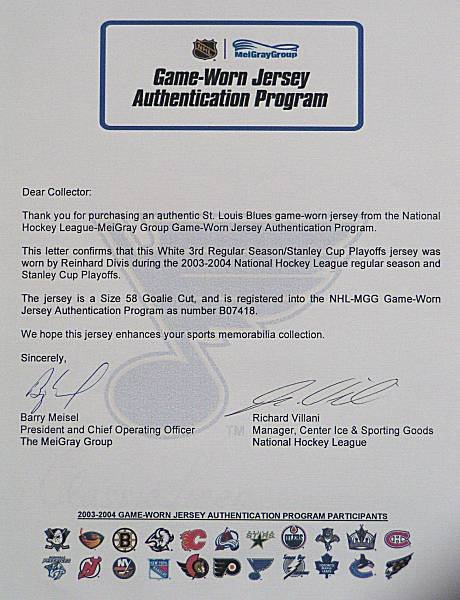 NHL
MeiGrayGroup
Game-Worn Jersey
Authentication Program
Dear Collector:
Thank you for purchasing an authentic St. Louis Blues game-worn jersey from the National
Hockey League-MeiGray Group Game-Worn Jersey Authentication Program.
This letter confirms that this White 3rd Regular Season/Stanley Cup Playoffs jersey was
worn by Reinhard Divis during the 2003-2004 National Hockey League regular season and
Stanley Cup Playoffs.
The jersey is a Size 58 Goalie Cut, and is registered into the NHL-MGG Game-Worn
Jersey Authentication Program as number B07418.
We hope this jersey enhances your sports memorabilia collection.
Sincerely,
Barry Meisel
President and Chief Operating Officer
The MeiGray Group
TM
Richard Villani
Manager, Center Ice & Sporting Goods
National Hockey League
2003-2004 GAME-WORN JERSEY AUTHENTICATION PROGRAM PARTICIPANTS